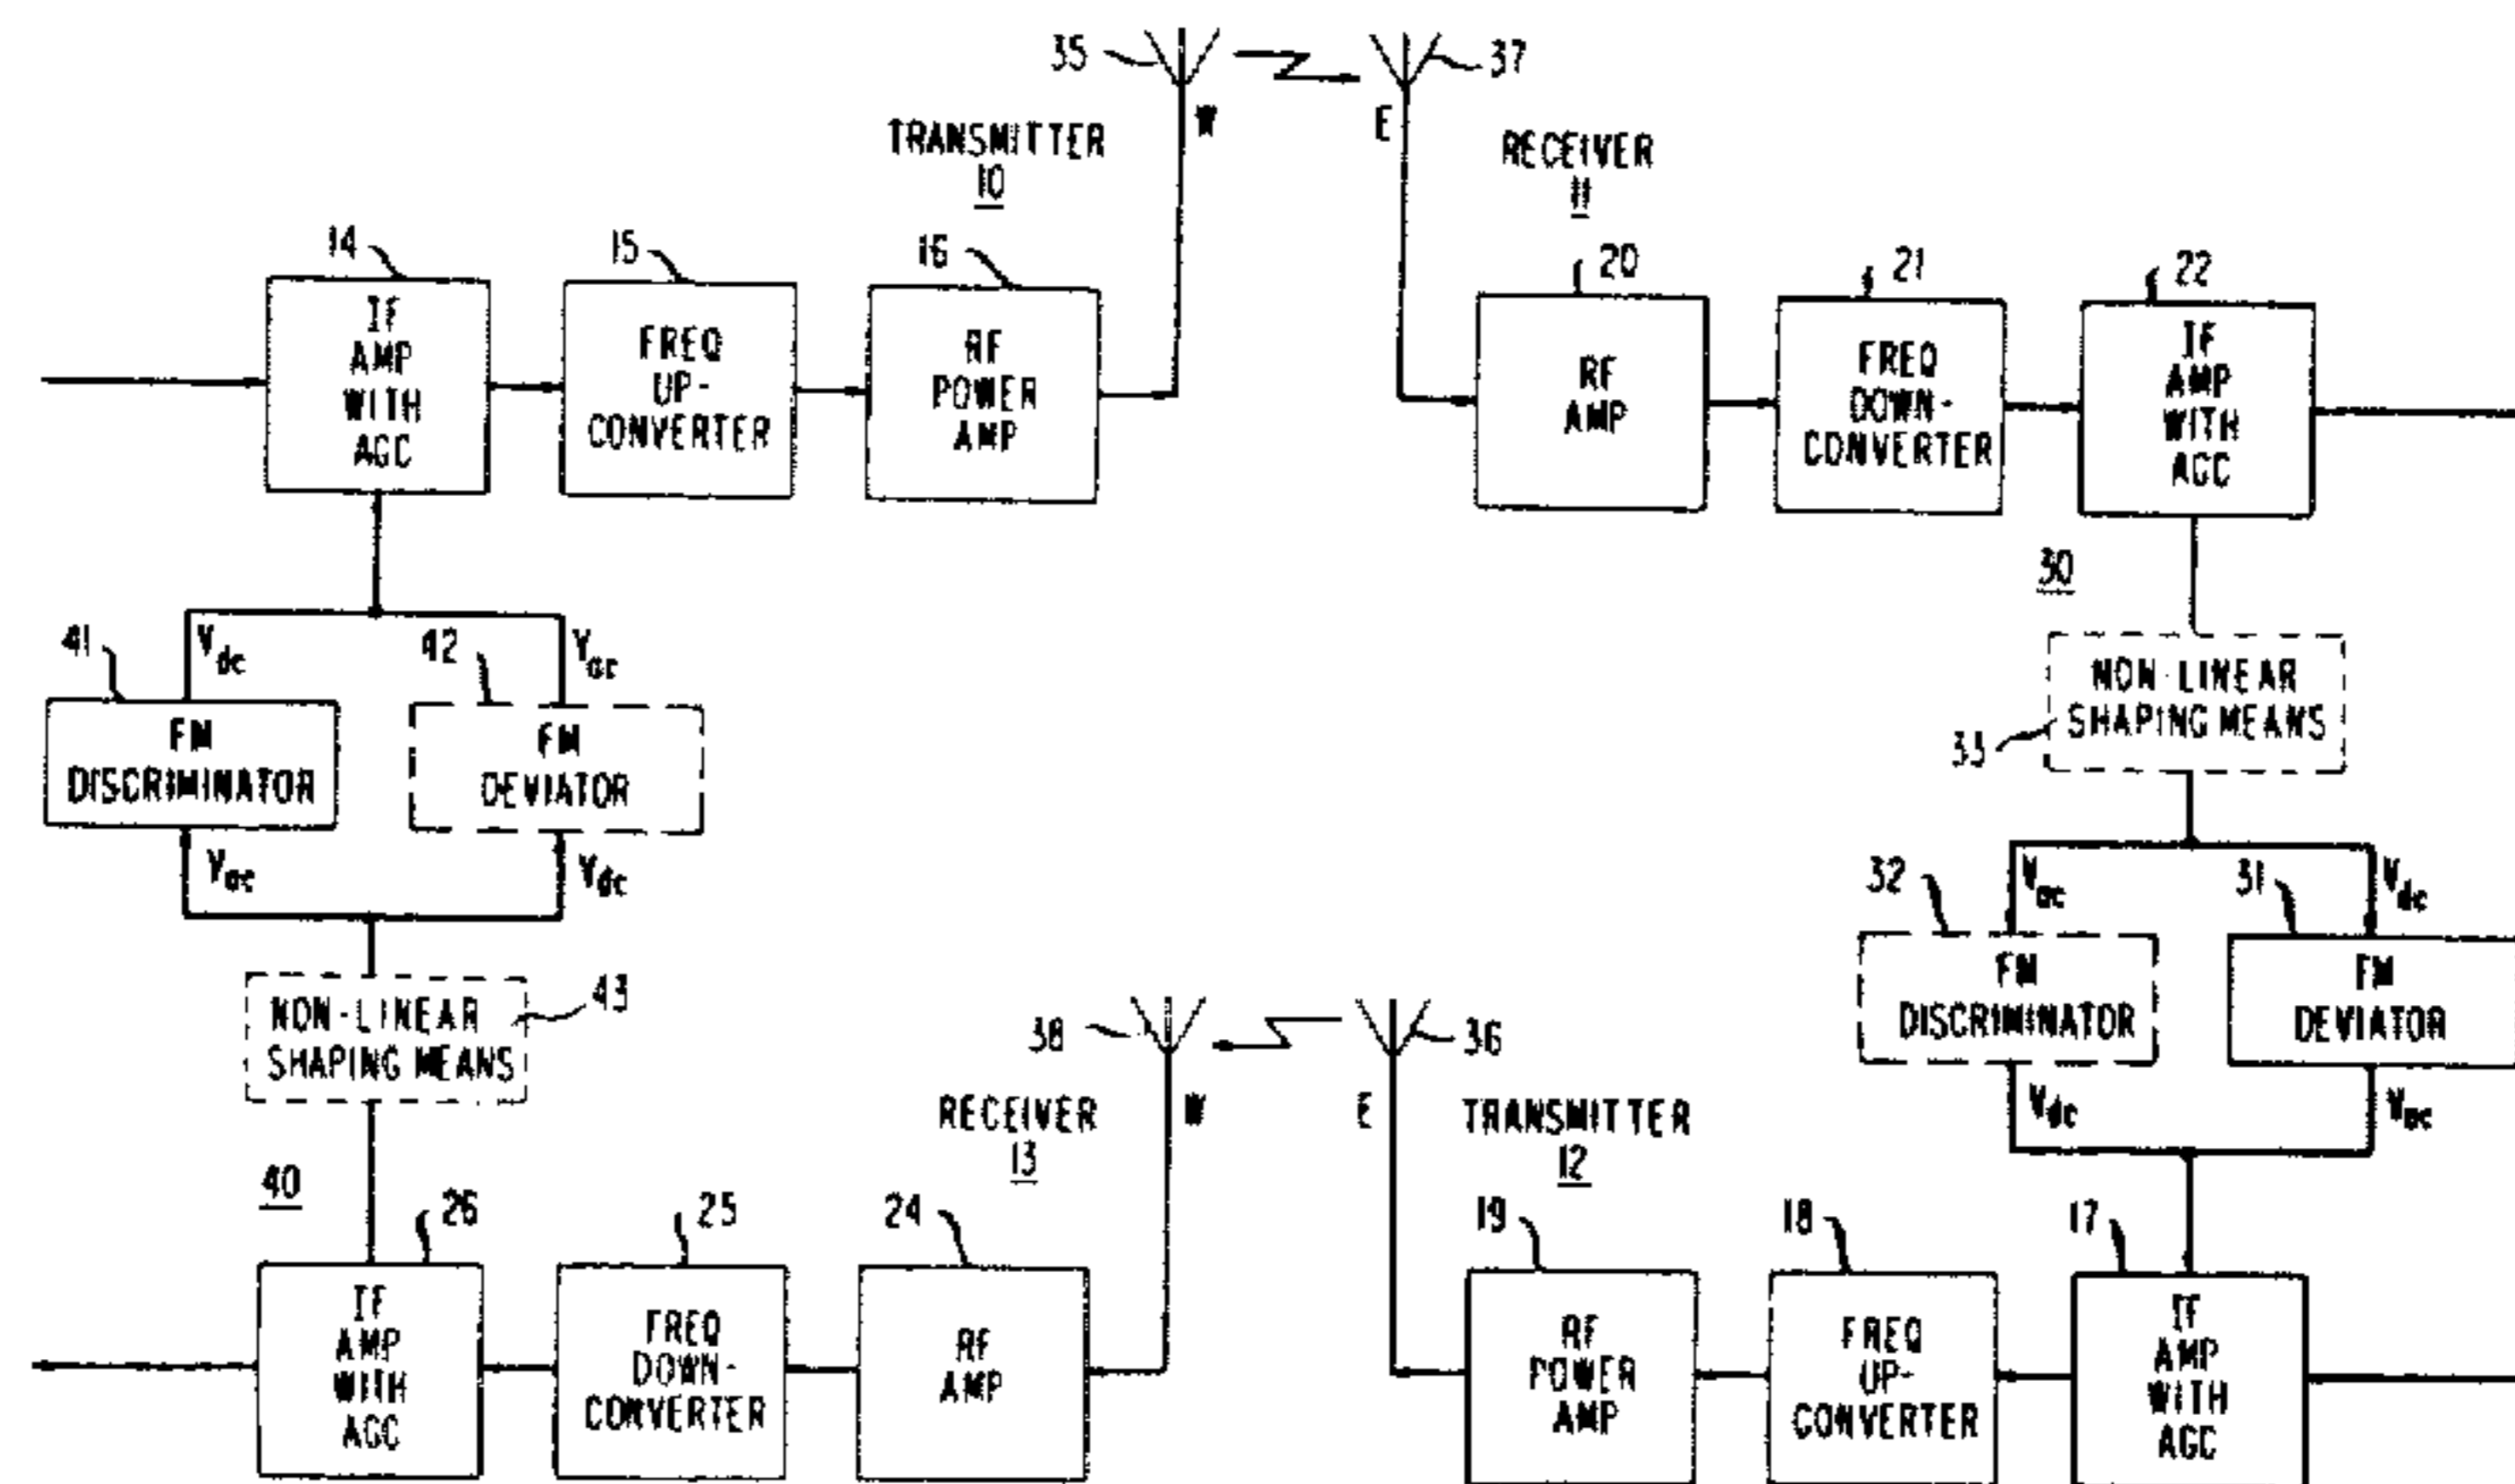 35
37
W
E
TRANSMITTER
10
RECEIVER
11
14
15
16
20
21
22
IF
AMP
WITH
AGC
FREQ
UP-
CONVERTER
RF
POWER
AMP
RF
AMP
FREQ
DOWN-
CONVERTER
IF
AMP
WITH
AGC
30
41
Vdc
42
Vac
FM
DISCRIMINATOR
FM
DEVIATOR
NON-LINEAR
SHAPING MEANS
33
Vac
Vdc
32
Vac
31
Vdc
FM
DISCRIMINATOR
FM
DEVIATOR
NON-LINEAR
SHAPING MEANS
43
38
36
Vdc
Vac
RECEIVER
13
W
E
TRANSMITTER
12
40
26
25
24
19
18
17
IF
AMP
WITH
AGC
FREQ
DOWN-
CONVERTER
RF
AMP
RF
POWER
AMP
FREQ
UP-
CONVERTER
IF
AMP
WITH
AGC